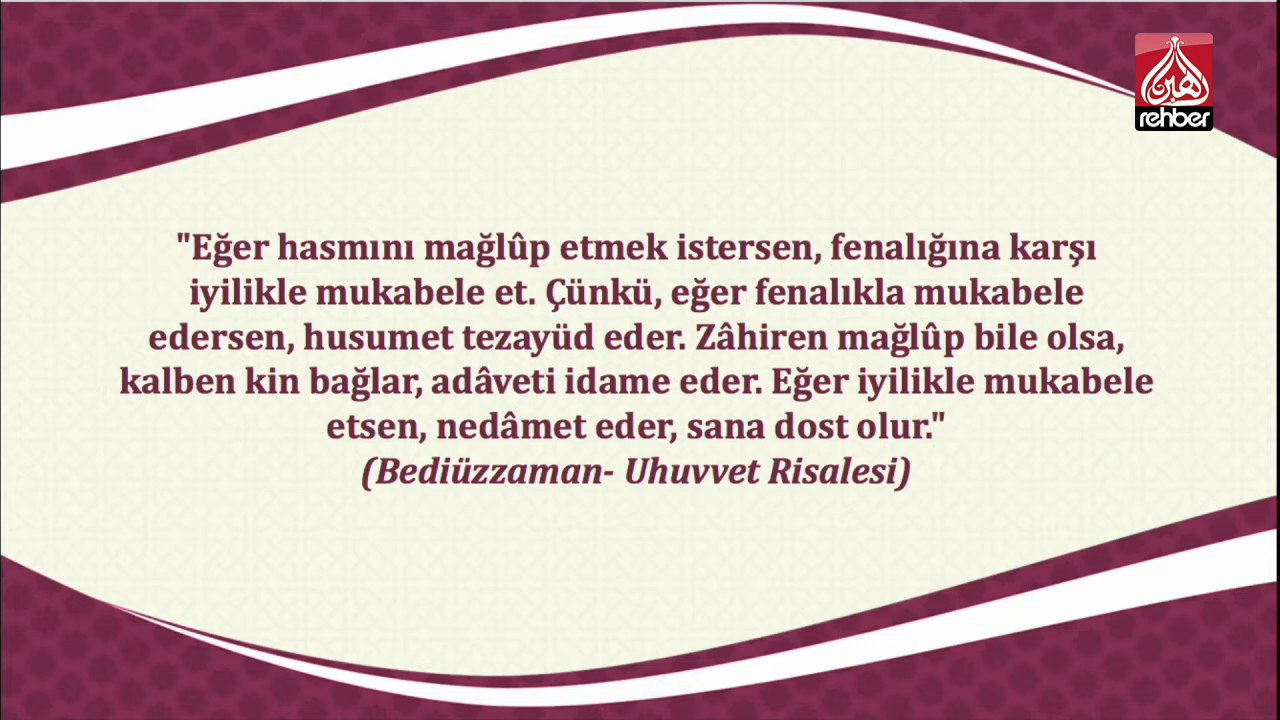 رهبر
rehber
"Eğer hasmını mağlûp etmek istersen, fenalığına karşı
iyilikle mukabele et. Çünkü, eğer fenalıkla mukabele
edersen, husumet tezayüd eder. Zâhiren mağlûp bile olsa,
kalben kin bağlar, adâveti idame eder. Eğer iyilikle mukabele
etsen, nedâmet eder, sana dost olur."
(Bediüzzaman- Uhuvvet Risalesi)